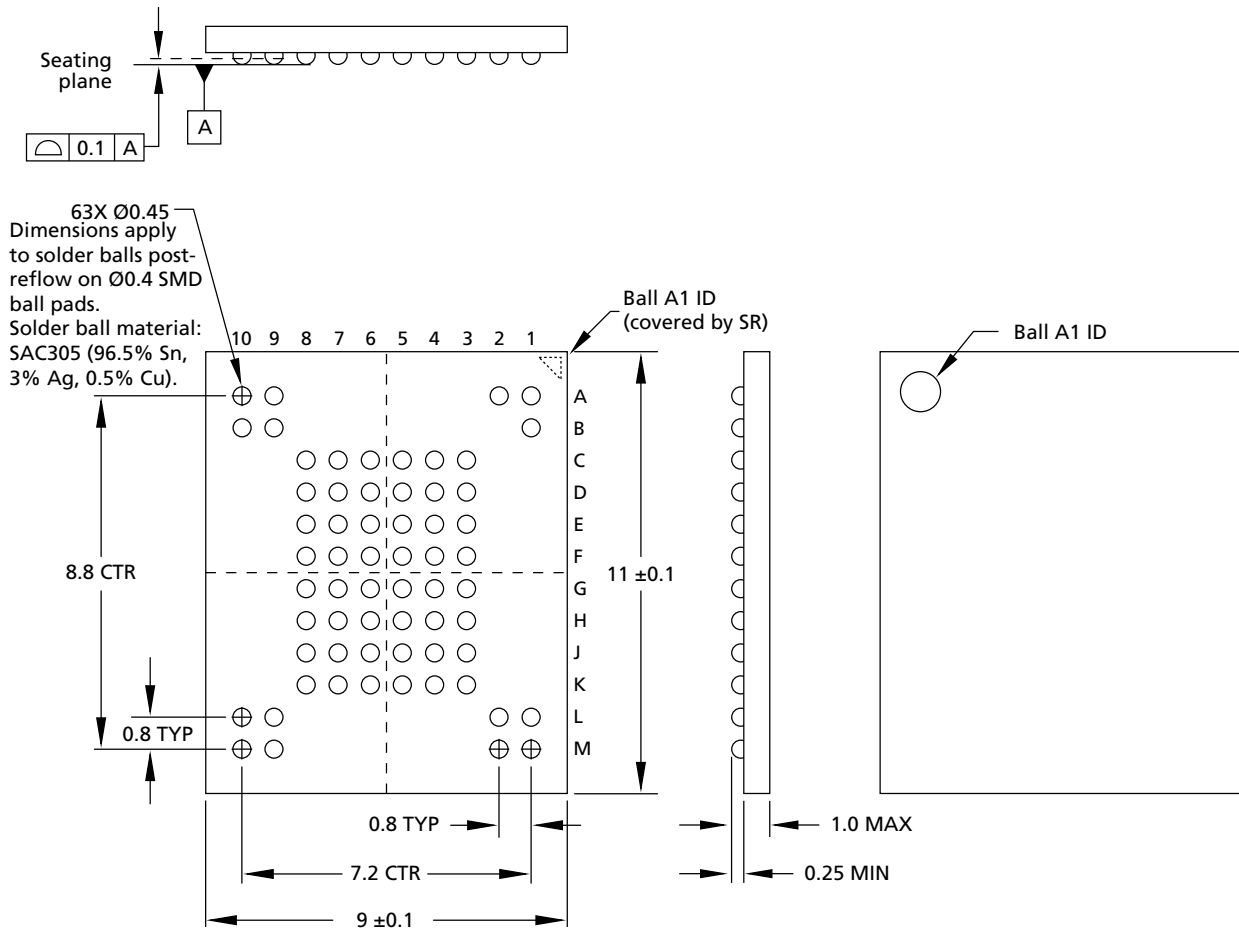 Seating
plane
A
0.1 A
63X Ø0.45
Dimensions apply
to solder balls post-
reflow on Ø0.4 SMD
ball pads.
Solder ball material:
SAC305 (96.5% Sn,
3% Ag, 0.5% Cu).
Ball A1 ID
(covered by SR)
Ball A1 ID
10 9 8 7 6 5 4 3 2 1
A
B
C
D
E
F
G
H
J
K
L
M
8.8 CTR
11 ±0.1
0.8 TYP
0.8 TYP
1.0 MAX
7.2 CTR
0.25 MIN
9 ±0.1